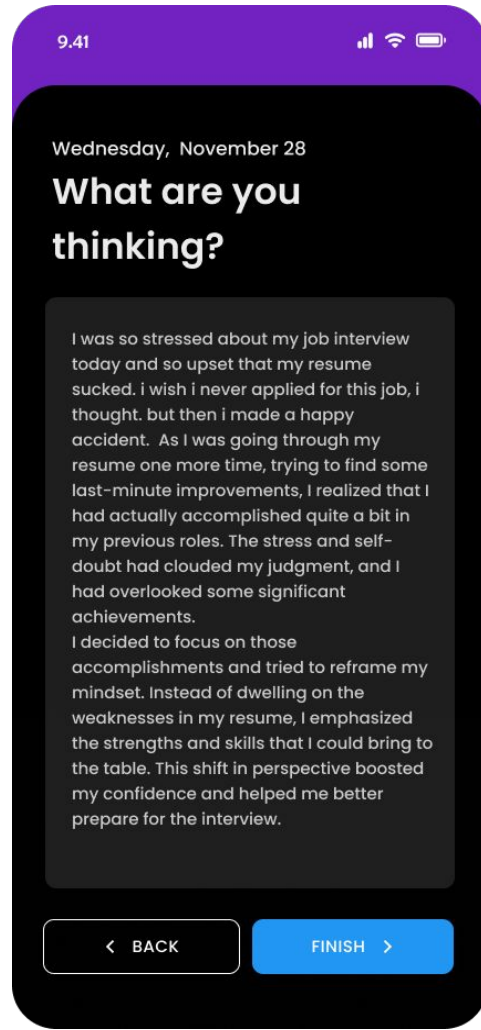 9.41
Wednesday,  November 28
What are you
thinking?
I was so stressed about my job interview
today and so upset that my resume
sucked. i wish i never applied for this job, i
thought. but then i made a happy
accident.  As I was going through my
resume one more time, trying to find some
last-minute improvements, I realized that I
had actually accomplished quite a bit in
my previous roles. The stress and self-
doubt had clouded my judgment, and I
had overlooked some significant
achievements.
I decided to focus on those
accomplishments and tried to reframe my
mindset. Instead of dwelling on the
weaknesses in my resume, I emphasized
the strengths and skills that I could bring to
the table. This shift in perspective boosted
my confidence and helped me better
prepare for the interview.
BACK
FINISH